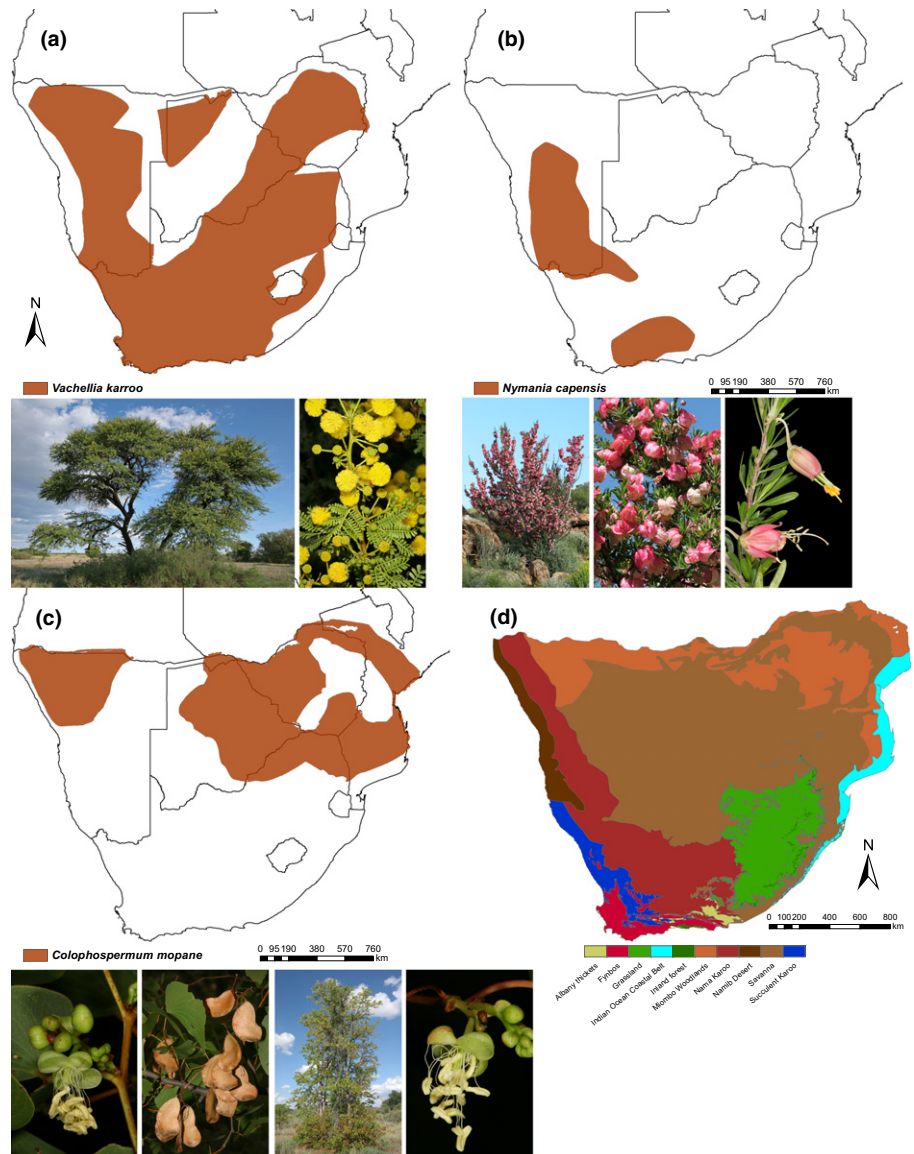 (a)
(b)
N
Vachellia karroo
Nymania capensis
0 95 190 380 570 760
km
(c)
(d)
N
Colophospermum mopane
0 95 190 380 570 760
km
0 100 200 400 600 800
km
Albany thickets
Fynbos
Grassland
Indian Ocean Coastal Belt
Inland forest
Miombo Woodlands
Nama Karoo
Namib Desert
Savanna
Succulent Karoo